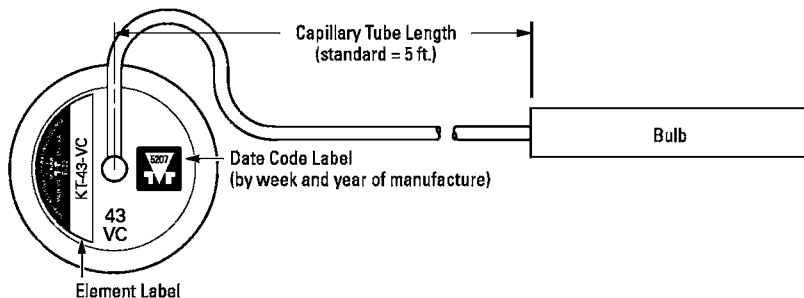 Capillary Tube Length
(standard = 5 ft.)
Bulb
5207
Date Code Label
(by week and year of manufacture)
KT-43-VC
43
VC
Element Label